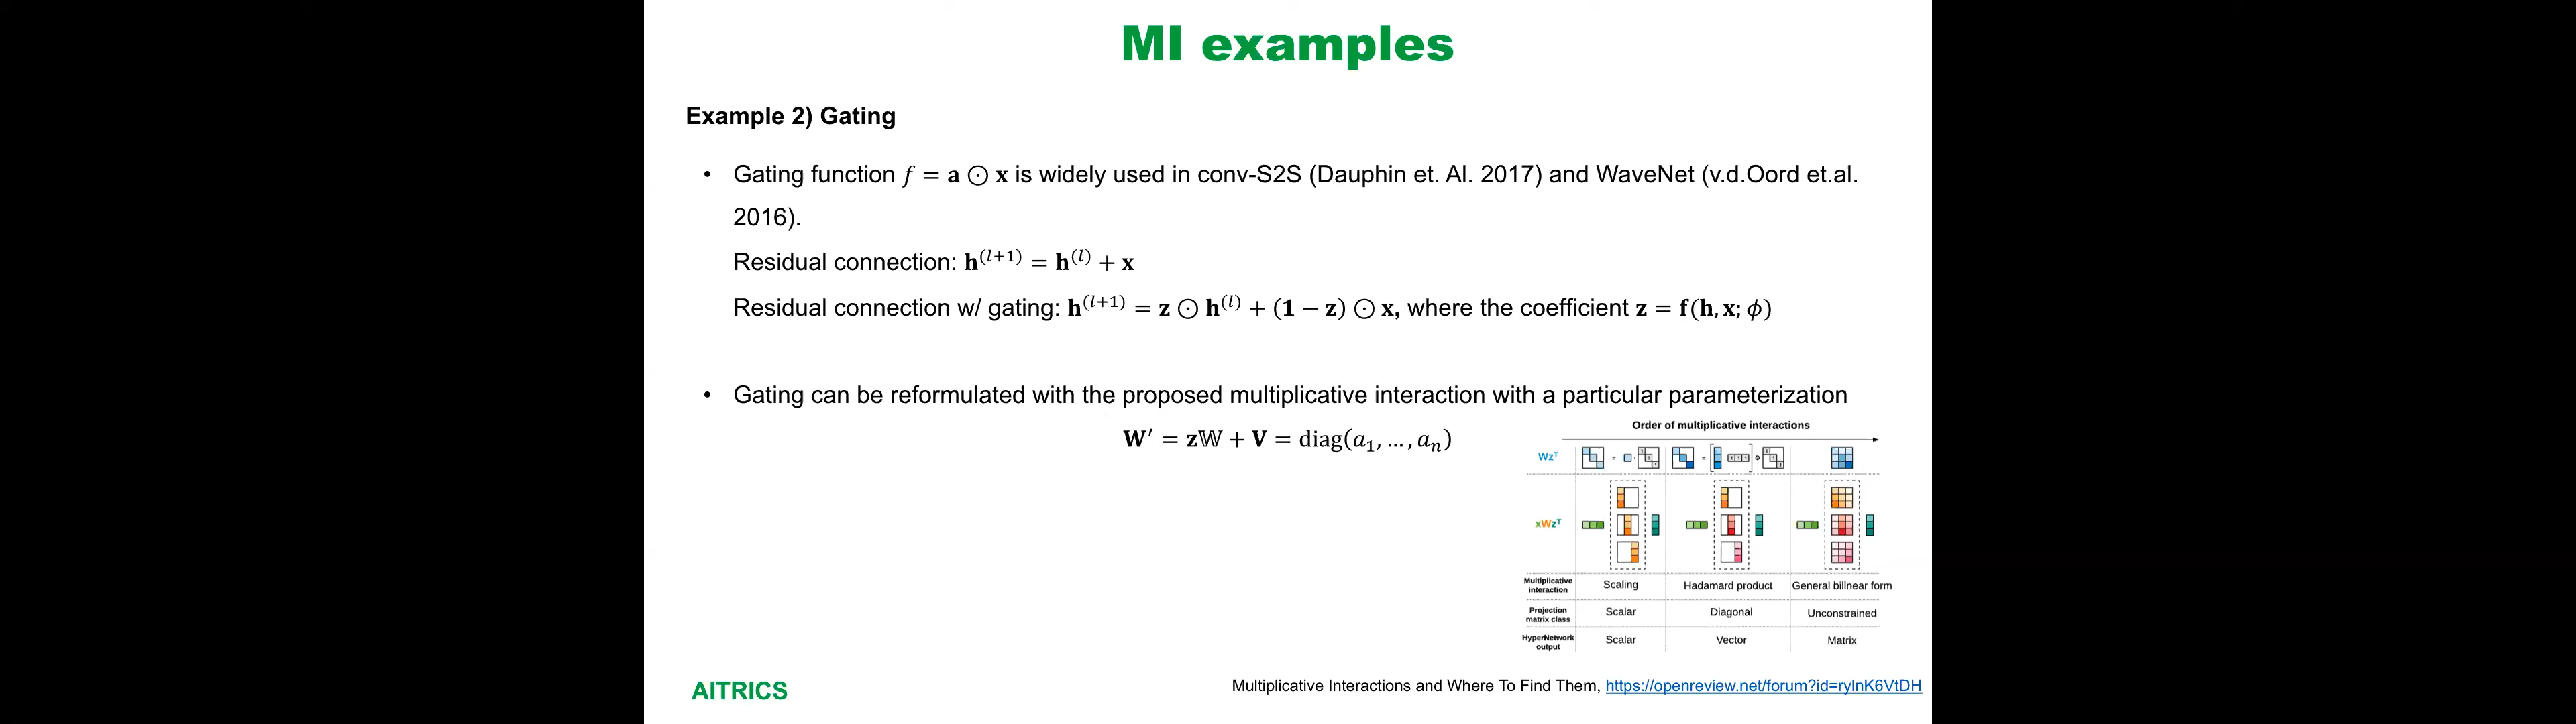 MI examples
Example 2) Gating
• Gating function f = a ⊙ x is widely used in conv-S2S (Dauphin et. Al. 2017) and WaveNet (v.d.Oord et.al.
2016).
Residual connection: h^(l+1) = h^(l) + x
Residual connection w/ gating: h^(l+1) = z ⊙ h^(l) + (1 − z) ⊙ x, where the coefficient z = f(h, x; ϕ)
• Gating can be reformulated with the proposed multiplicative interaction with a particular parameterization
W′ = z𝕎 + V = diag(a₁, … , aₙ)
Order of multiplicative interactions
Wzᵀ
xWzᵀ
Multiplicative
interaction
Scaling
Hadamard product
General bilinear form
Projection
matrix class
Scalar
Diagonal
Unconstrained
HyperNetwork
output
Scalar
Vector
Matrix
AITRICS
Multiplicative Interactions and Where To Find Them, https://openreview.net/forum?id=rylnK6VtDH